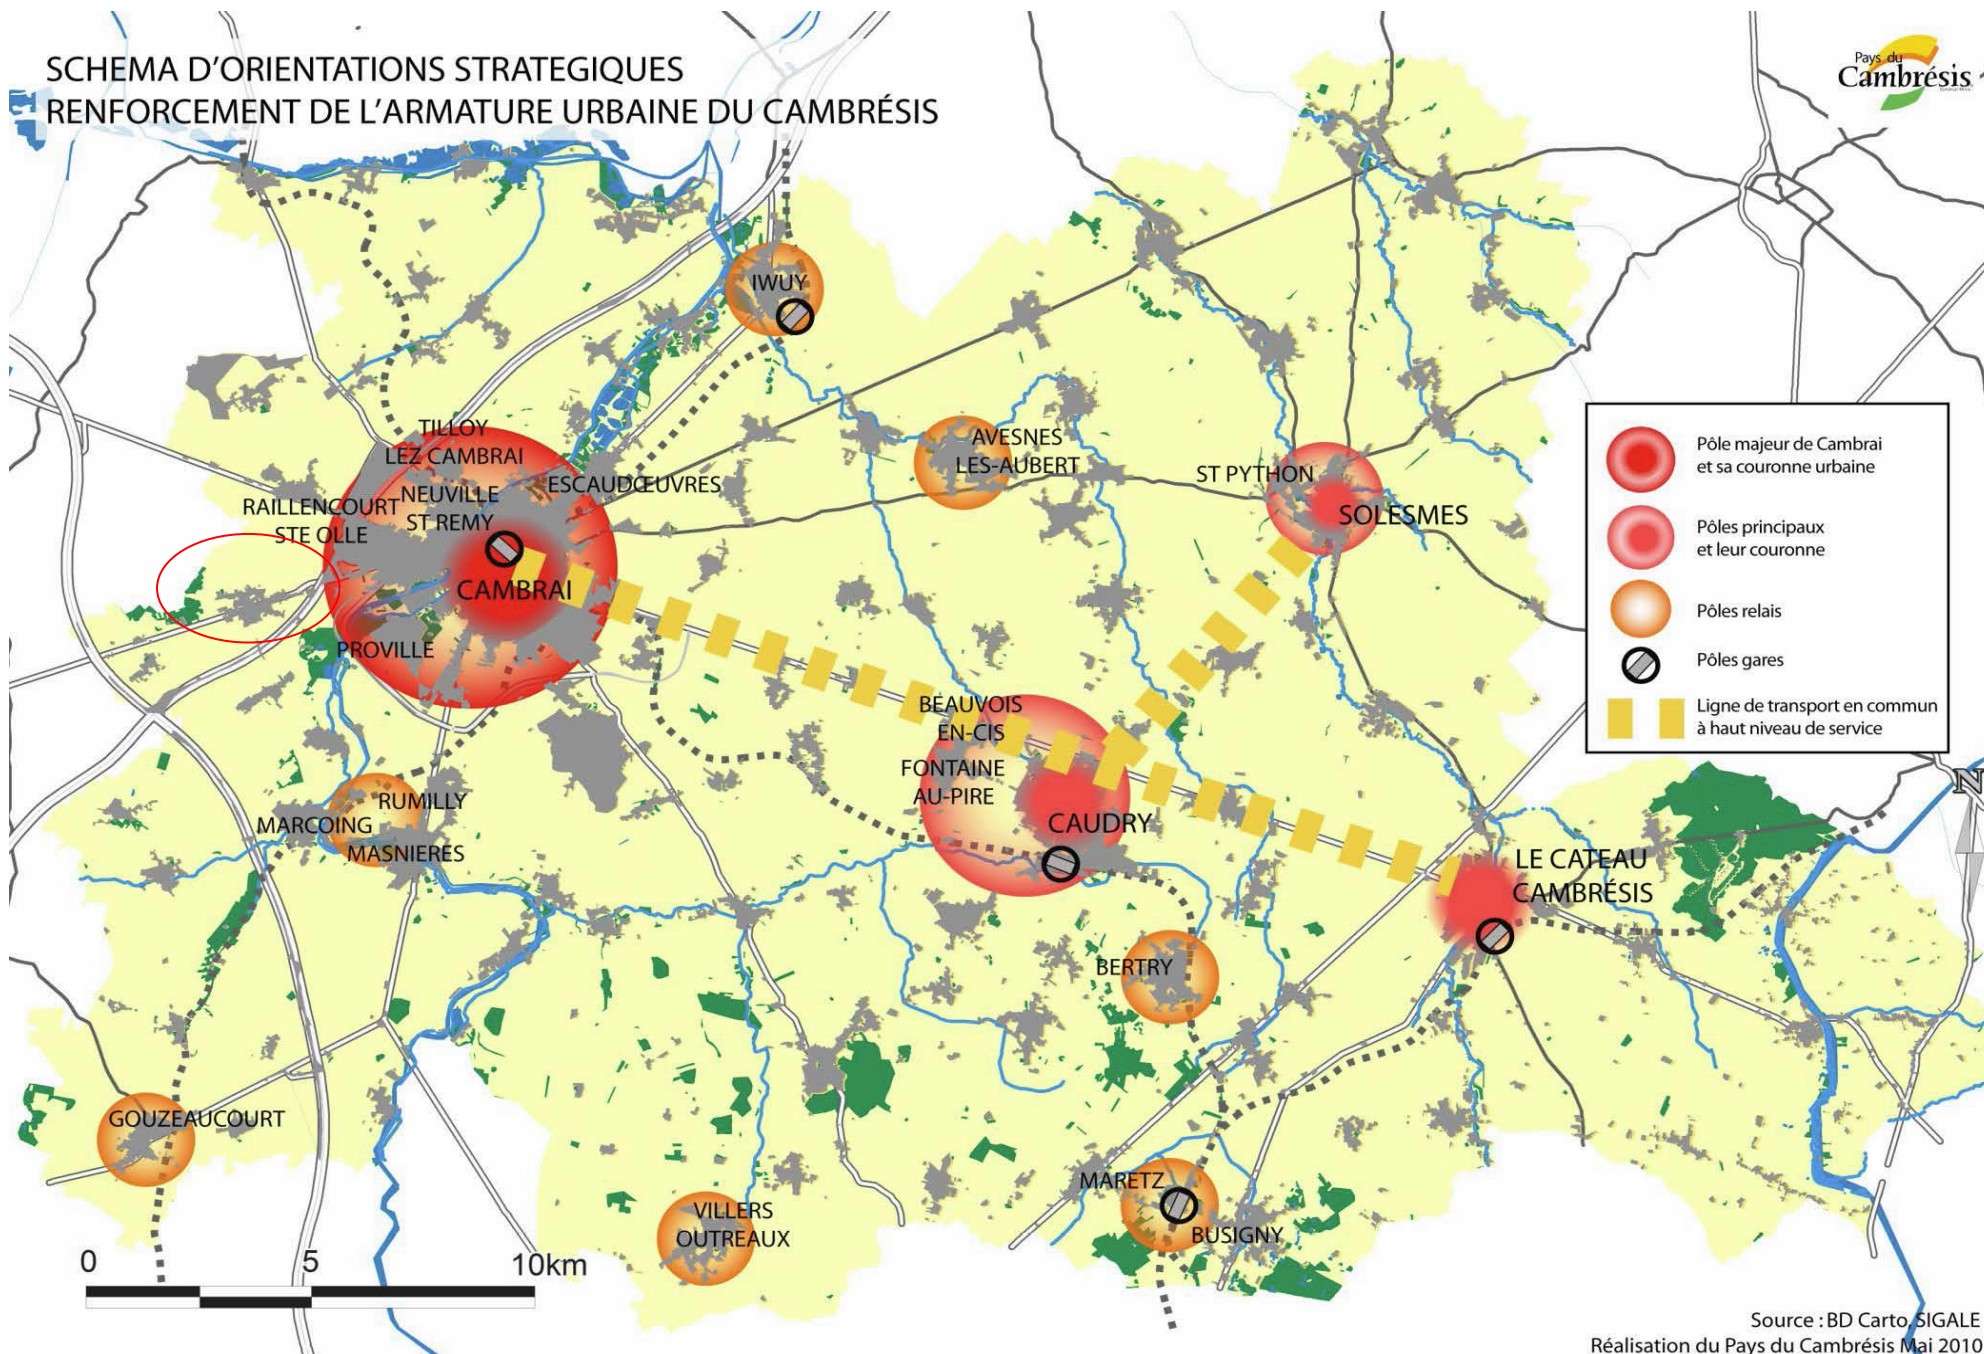 SCHEMA D'ORIENTATIONS STRATEGIQUES
RENFORCEMENT DE L'ARMATURE URBAINE DU CAMBRÉSIS
Pays du
Cambrésis
IWUY
TILLOY
LEZ CAMBRAI
AVESNES
LES-AUBERT
ST PYTHON
SOLESMES
ESCAUDŒUVRES
NEUVILLE
ST REMY
RAILLENCOURT
STE OLLE
CAMBRAI
PROVILLE
Pôle majeur de Cambrai
et sa couronne urbaine
Pôles principaux
et leur couronne
Pôles relais
Pôles gares
Ligne de transport en commun
à haut niveau de service
BEAUVOIS
EN-CIS
FONTAINE
AU-PIRE
CAUDRY
N
RUMILLY
MARCOING
MASNIERES
LE CATEAU
CAMBRÉSIS
BERTRY
GOUZEAUCOURT
MARETZ
BUSIGNY
VILLERS
OUTREAUX
0 5 10km
Source : BD Carto, SIGALE
Réalisation du Pays du Cambrésis Mai 2010